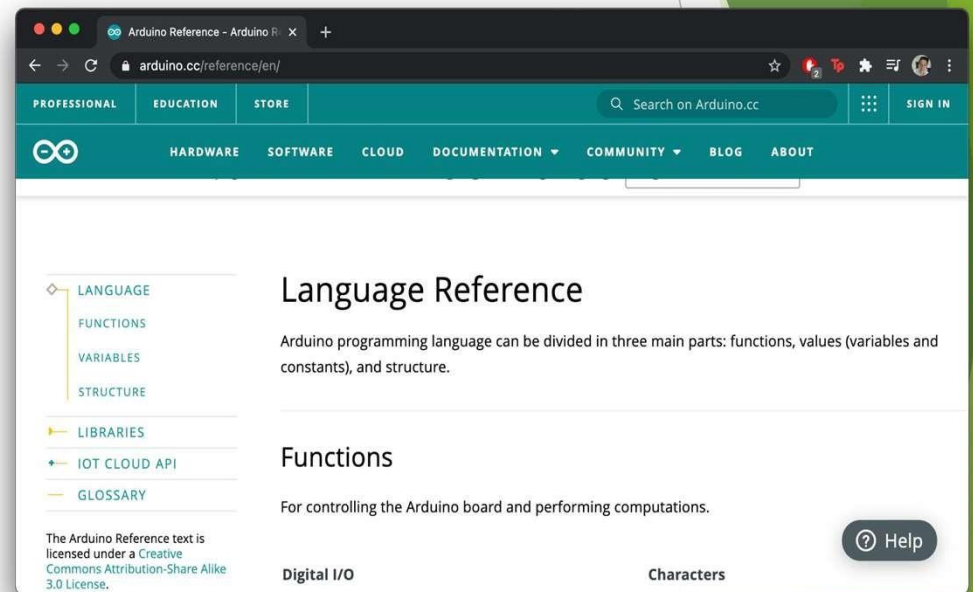 Arduino Reference - Arduino R
arduino.cc/reference/en/
2
Tp
PROFESSIONAL EDUCATION STORE Search on Arduino.cc SIGN IN
HARDWARE SOFTWARE CLOUD DOCUMENTATION COMMUNITY BLOG ABOUT
LANGUAGE
FUNCTIONS
VARIABLES
STRUCTURE
LIBRARIES
IOT CLOUD API
GLOSSARY
The Arduino Reference text is
licensed under a Creative
Commons Attribution-Share Alike
3.0 License.
Language Reference
Arduino programming language can be divided in three main parts: functions, values (variables and
constants), and structure.
Functions
For controlling the Arduino board and performing computations.
Digital I/O Characters
Help